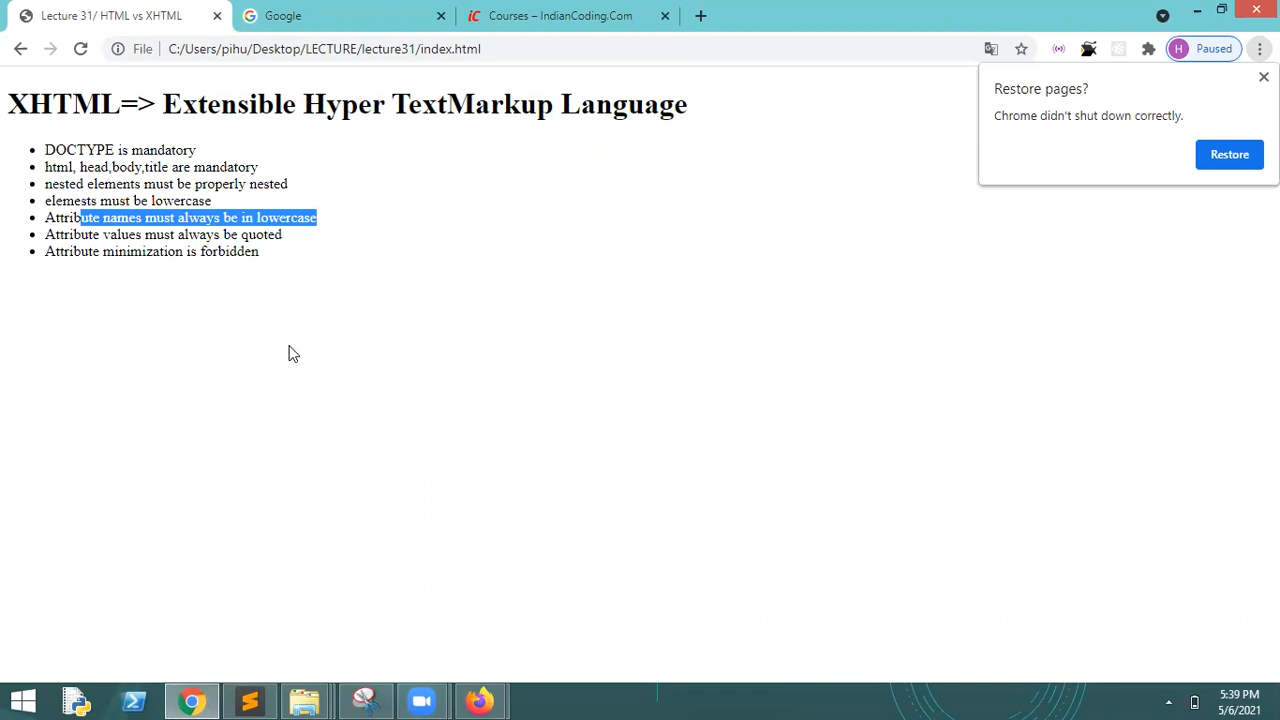 Lecture 31/ HTML vs XHTML
Google
Courses – IndianCoding.Com
File
C:/Users/pihu/Desktop/LECTURE/lecture31/index.html
H
Paused
Restore pages?
Chrome didn't shut down correctly.
Restore
XHTML=> Extensible Hyper TextMarkup Language
DOCTYPE is mandatory
html, head,body,title are mandatory
nested elements must be properly nested
elemests must be lowercase
Attribute names must always be in lowercase
Attribute values must always be quoted
Attribute minimization is forbidden
5:39 PM
5/6/2021